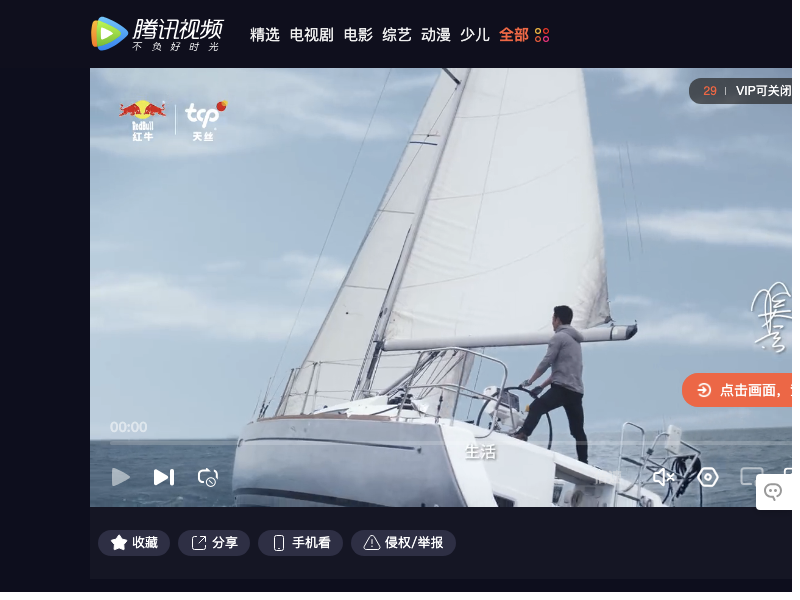 腾讯视频
不负好时光
精选 电视剧 电影 综艺 动漫 少儿 全部
29 | VIP可关闭
RedBull
红牛
tcp
天丝
点击画面,
00:00
生活
收藏 分享 手机看 侵权/举报